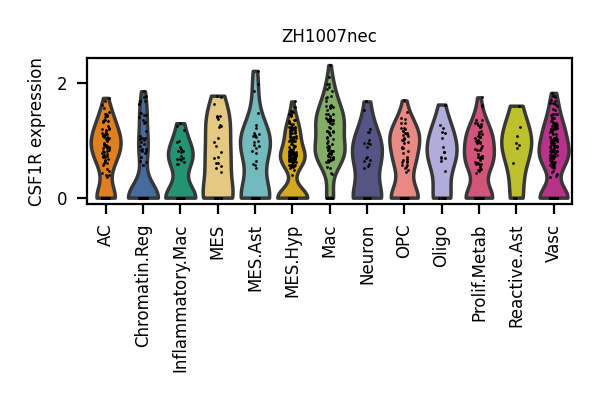 ZH1007nec
CSF1R expression
2
0
AC
Chromatin.Reg
Inflammatory.Mac
MES
MES.Ast
MES.Hyp
Mac
Neuron
OPC
Oligo
Prolif.Metab
Reactive.Ast
Vasc